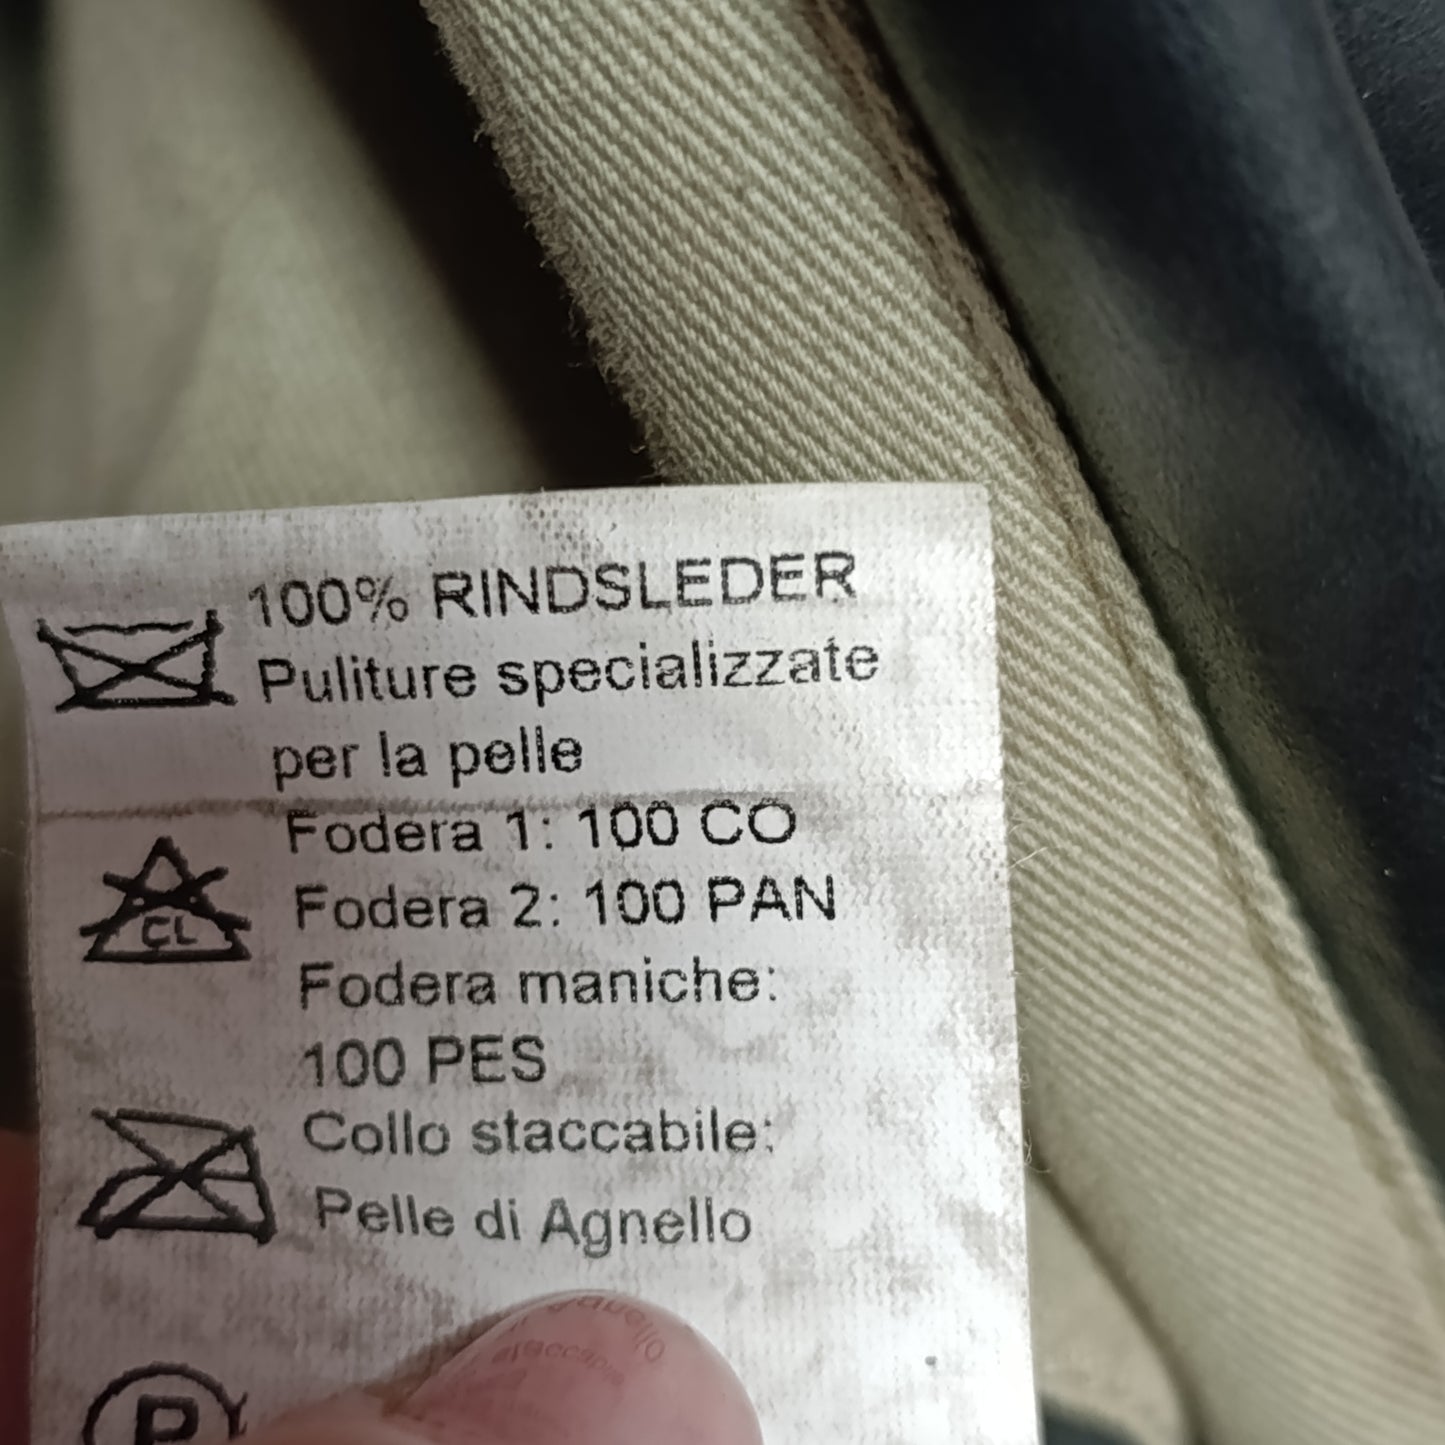 100% RINDSLEDER
Puliture specializzate
per la pelle
Fodera 1: 100 CO
CL
Fodera 2: 100 PAN
Fodera maniche:
100 PES
Collo staccabile:
Pelle di Agnello
P